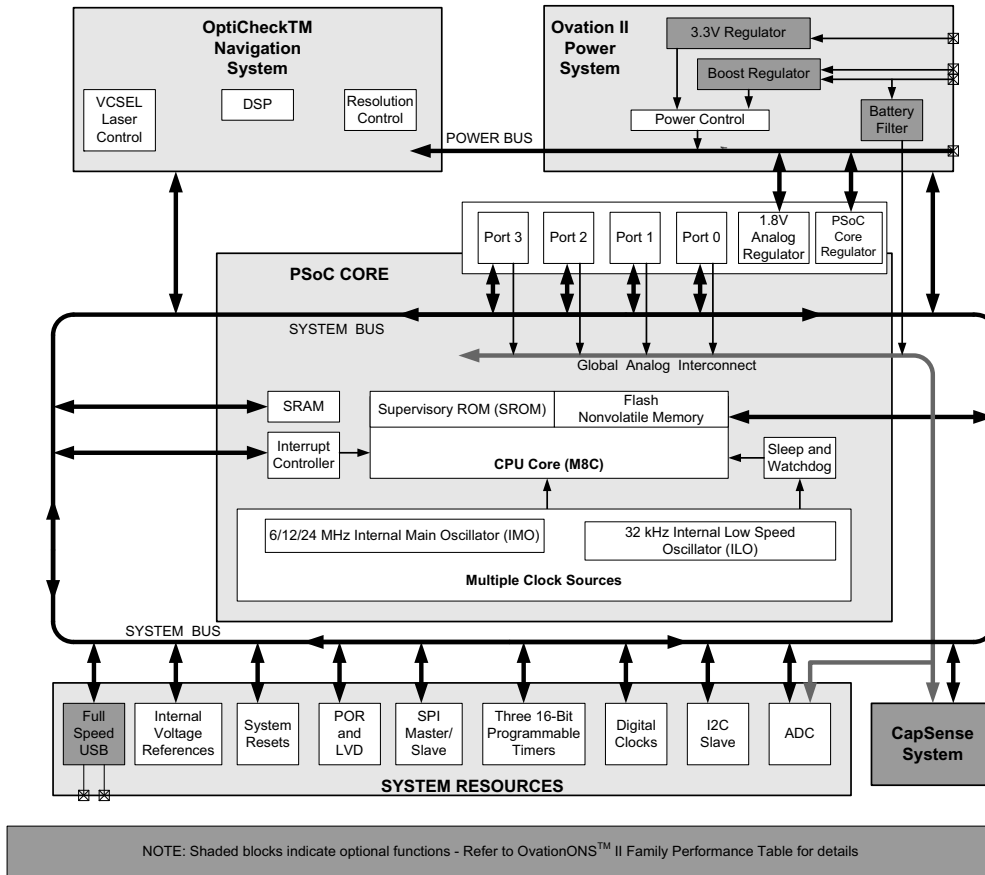 OptiCheckTM
Navigation
System
VCSEL
Laser
Control
DSP
Resolution
Control
Ovation II
Power
System
3.3V Regulator
Boost Regulator
Battery
Filter
Power Control
POWER BUS
Port 3
Port 2
Port 1
Port 0
1.8V
Analog
Regulator
PSoC
Core
Regulator
PSoC CORE
SYSTEM BUS
Global Analog Interconnect
SRAM
Supervisory ROM (SROM)
Flash
Nonvolatile Memory
Interrupt
Controller
CPU Core (M8C)
Sleep and
Watchdog
6/12/24 MHz Internal Main Oscillator (IMO)
32 kHz Internal Low Speed
Oscillator (ILO)
Multiple Clock Sources
SYSTEM BUS
Full
Speed
USB
Internal
Voltage
References
System
Resets
POR
and
LVD
SPI
Master/
Slave
Three 16-Bit
Programmable
Timers
Digital
Clocks
I2C
Slave
ADC
CapSense
System
SYSTEM RESOURCES
NOTE: Shaded blocks indicate optional functions - Refer to OvationONS™ II Family Performance Table for details